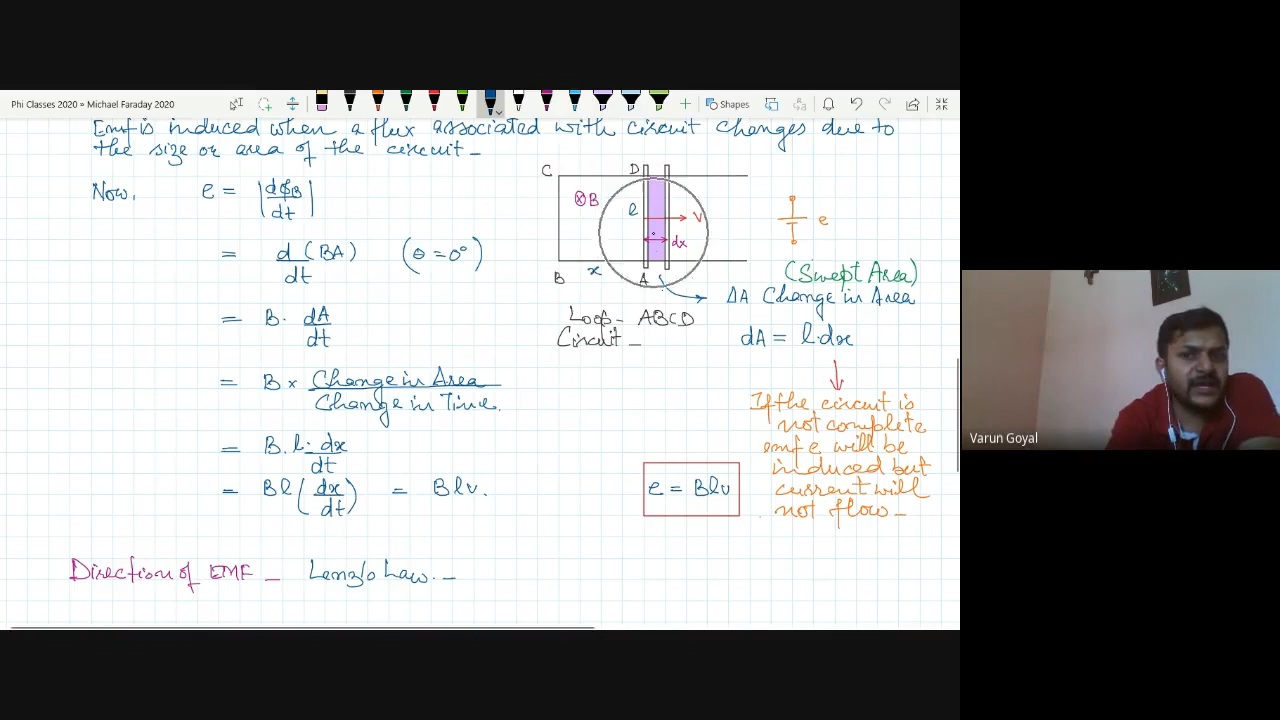 Phi Classes 2020 » Michael Faraday 2020
Shapes
Emf is induced when a flux associated with circuit changes due to
the size or area of the circuit -
Now, e = |dϕB/dt|
= d/dt (BA) (θ = 0°)
= B. dA/dt
= B × Change in Area / Change in Time.
= B. l. dx/dt
= Bl (dx/dt) = Blv.
C D
⊗B
l
V
dx
B x A
Loop - ABCD
Circuit -
e
(Swept Area)
ΔA Change in Area
dA = l.dx
If the circuit is
not complete
emf e will be
induced but
current will
not flow -
e = Blv
Direction of EMF - Lenz's Law. -
Varun Goyal